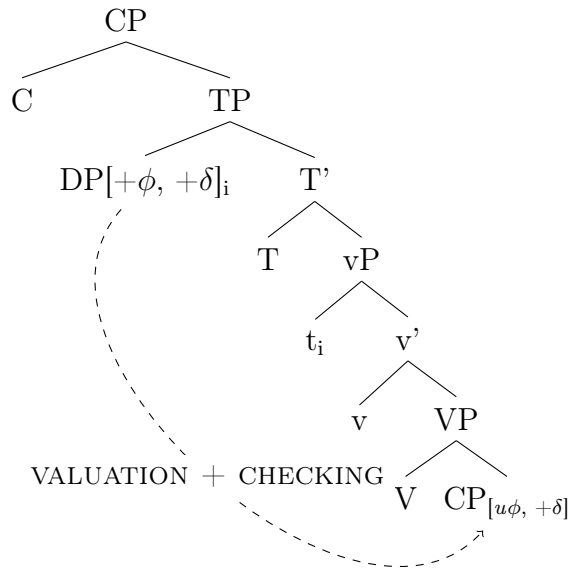 CP
C TP
DP[+ϕ, +δ]i T'
T vP
ti v'
v VP
VALUATION + CHECKING V CP[uϕ, +δ]